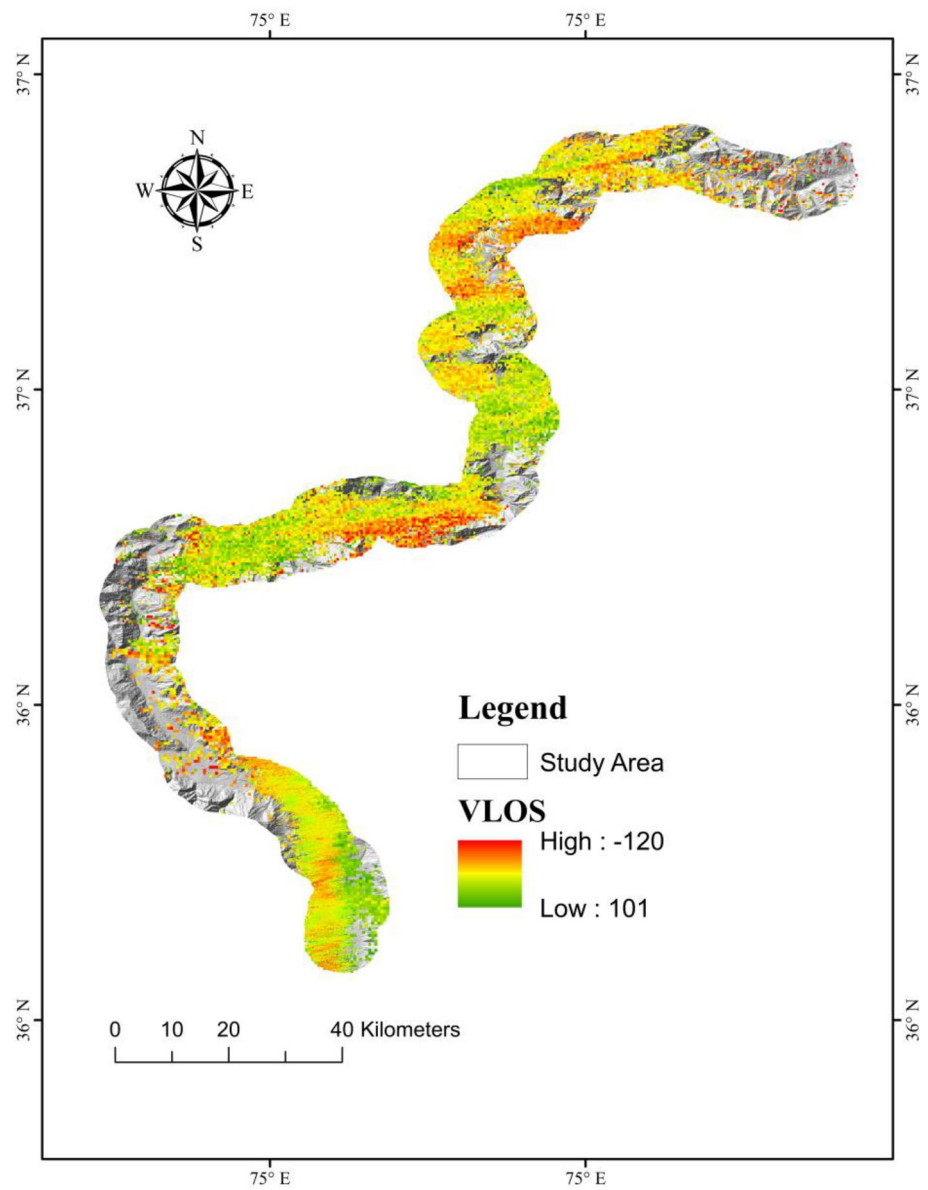 75° E 75° E
37° N 37° N
N
W E
S
37° N 37° N
36° N 36° N
Legend
Study Area
VLOS
High : -120
Low : 101
36° N 36° N
0 10 20 40 Kilometers
75° E 75° E